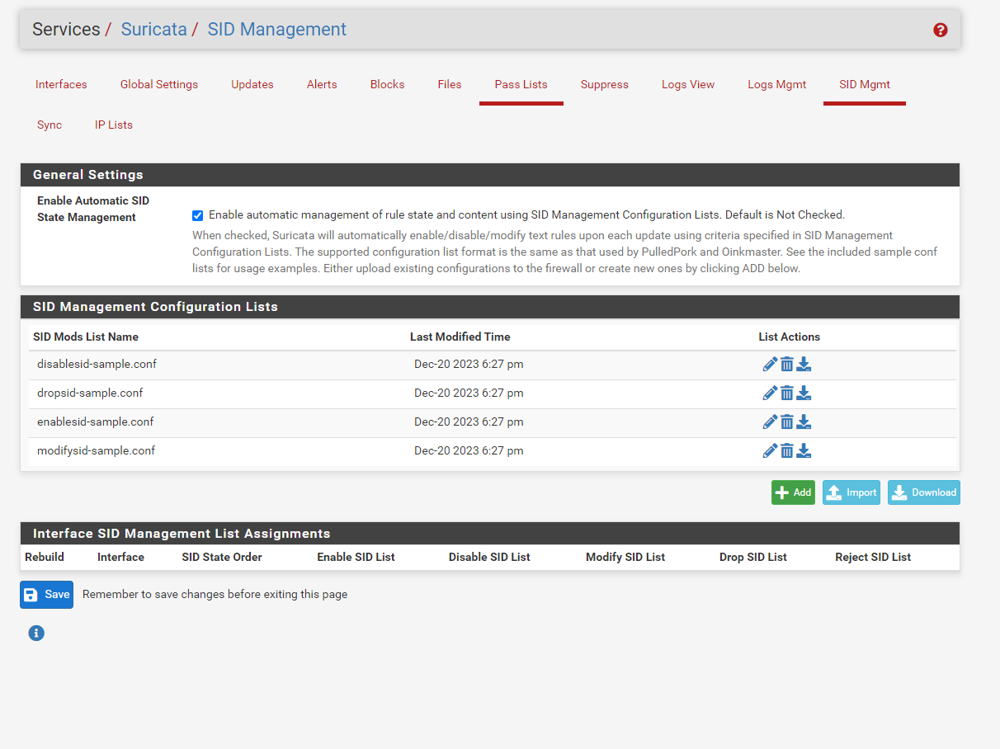 Services / Suricata / SID Management
Interfaces Global Settings Updates Alerts Blocks Files Pass Lists Suppress Logs View Logs Mgmt SID Mgmt
Sync IP Lists
General Settings
Enable Automatic SID
State Management
Enable automatic management of rule state and content using SID Management Configuration Lists. Default is Not Checked.
When checked, Suricata will automatically enable/disable/modify text rules upon each update using criteria specified in SID Management
Configuration Lists. The supported configuration list format is the same as that used by PulledPork and Oinkmaster. See the included sample conf
lists for usage examples. Either upload existing configurations to the firewall or create new ones by clicking ADD below.
SID Management Configuration Lists
SID Mods List Name Last Modified Time List Actions
disablesid-sample.conf Dec-20 2023 6:27 pm
dropsid-sample.conf Dec-20 2023 6:27 pm
enablesid-sample.conf Dec-20 2023 6:27 pm
modifysid-sample.conf Dec-20 2023 6:27 pm
Add Import Download
Interface SID Management List Assignments
Rebuild Interface SID State Order Enable SID List Disable SID List Modify SID List Drop SID List Reject SID List
Save Remember to save changes before exiting this page